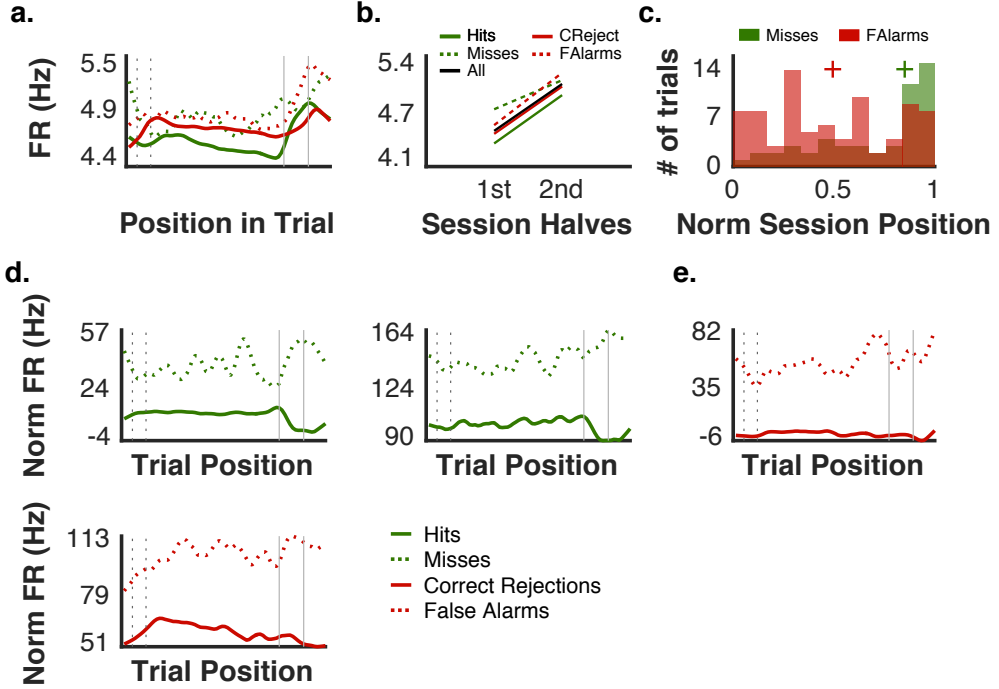 a.
5.5
4.9
4.4
FR (Hz)
Position in Trial
b.
Hits
Misses
All
CReject
FAlarms
5.4
4.7
4.1
1st 2nd
Session Halves
c.
Misses FAlarms
14
7
0
# of trials
0 0.5 1
Norm Session Position
d.
57
24
-4
Norm FR (Hz)
Trial Position
164
124
90
Trial Position
e.
82
35
-6
Trial Position
113
79
51
Norm FR (Hz)
Trial Position
Hits
Misses
Correct Rejections
False Alarms